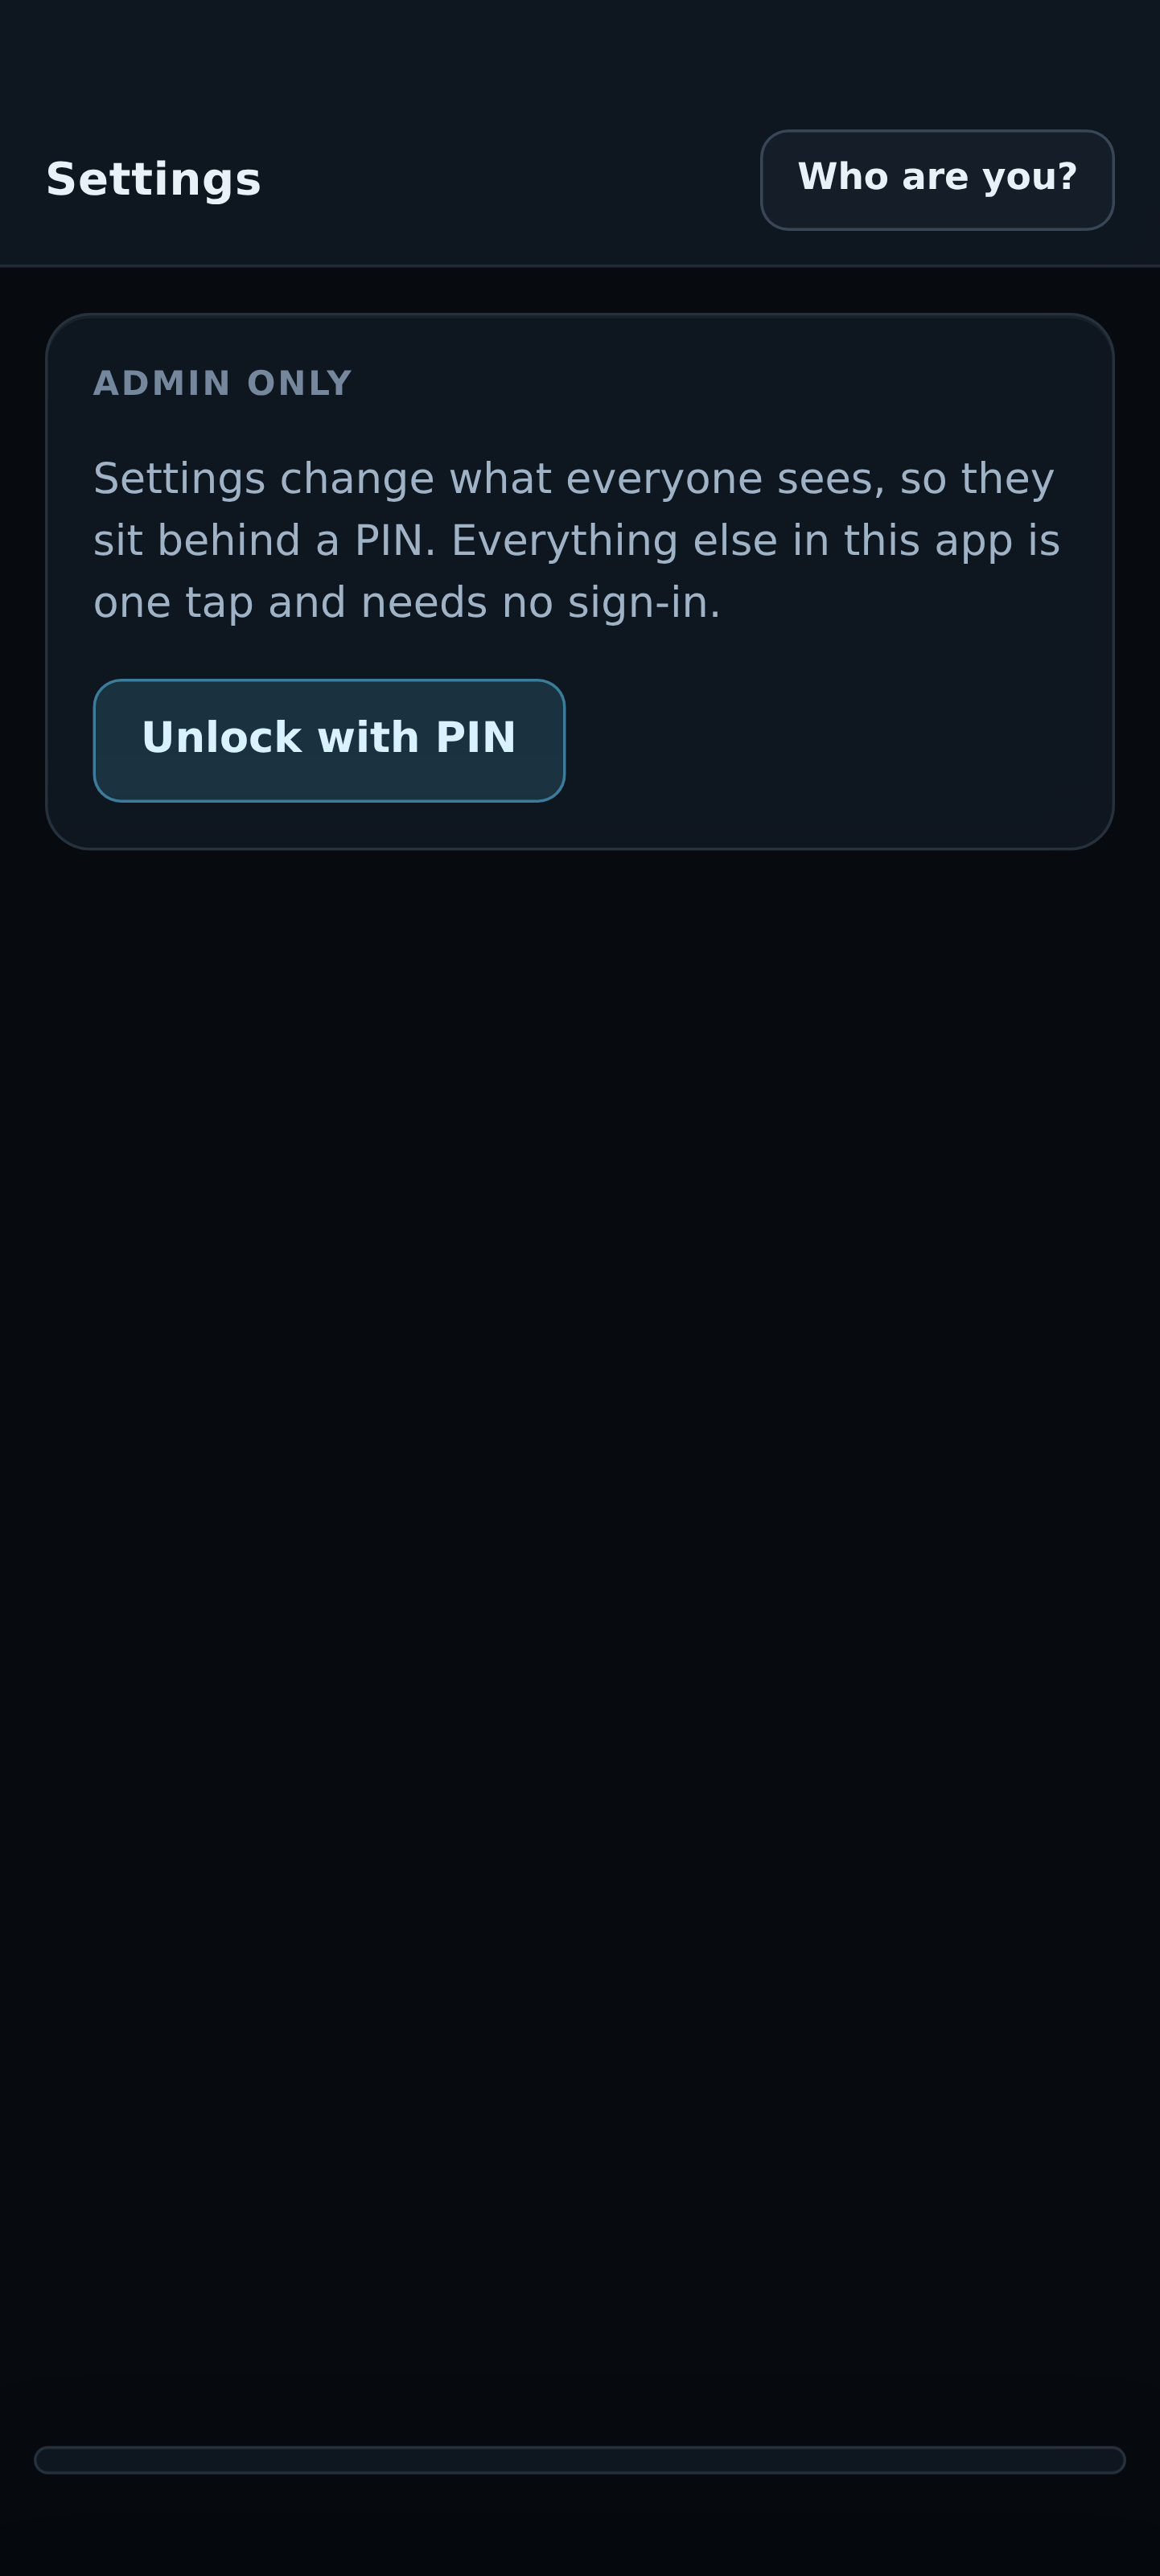 Settings
Who are you?
ADMIN ONLY
Settings change what everyone sees, so they
sit behind a PIN. Everything else in this app is
one tap and needs no sign-in.
Unlock with PIN